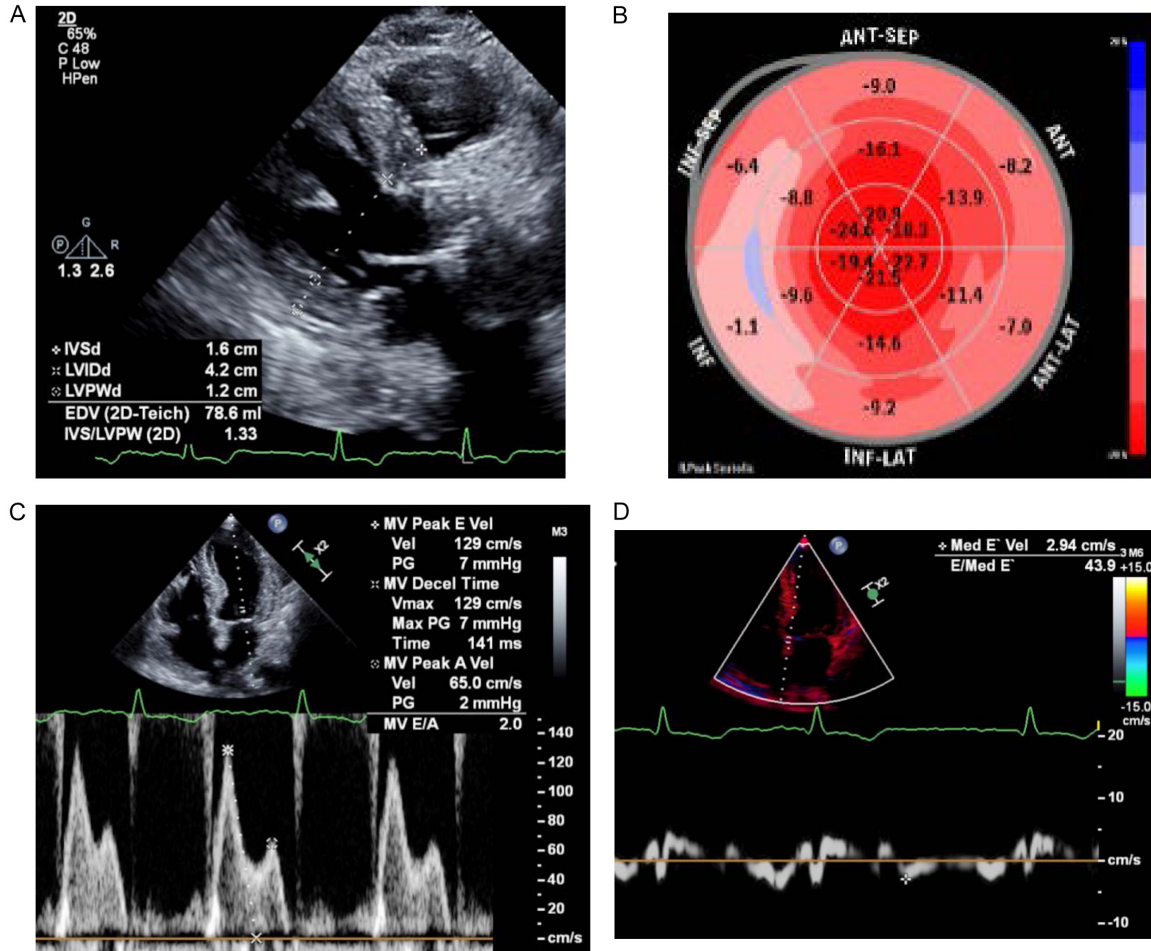 A
2D
65%
C 48
P Low
HPen
G
P R
1.3 2.6
IVSd 1.6 cm
LVIDd 4.2 cm
LVPWd 1.2 cm
EDV (2D-Teich) 78.6 ml
IVS/LVPW (2D) 1.33
B
ANT-SEP
ANT
ANT-LAT
INF-LAT
INF
INF-SEP
-9.0
-6.4 -16.1 -8.2
-8.8 -13.9
-20.9
-24.6 -18.3
-19.4 -22.7
-21.5
-9.6 -11.4
-1.1 -14.6 -7.0
-9.2
C
P
X2
M3
MV Peak E Vel
Vel 129 cm/s
PG 7 mmHg
MV Decel Time
Vmax 129 cm/s
Max PG 7 mmHg
Time 141 ms
MV Peak A Vel
Vel 65.0 cm/s
PG 2 mmHg
MV E/A 2.0
140
120
100
80
60
40
20
cm/s
D
P
X2
Med E` Vel 2.94 cm/s
E/Med E` 43.9
3 M6
+15.0
-15.0
cm/s
20
10
cm/s
-10